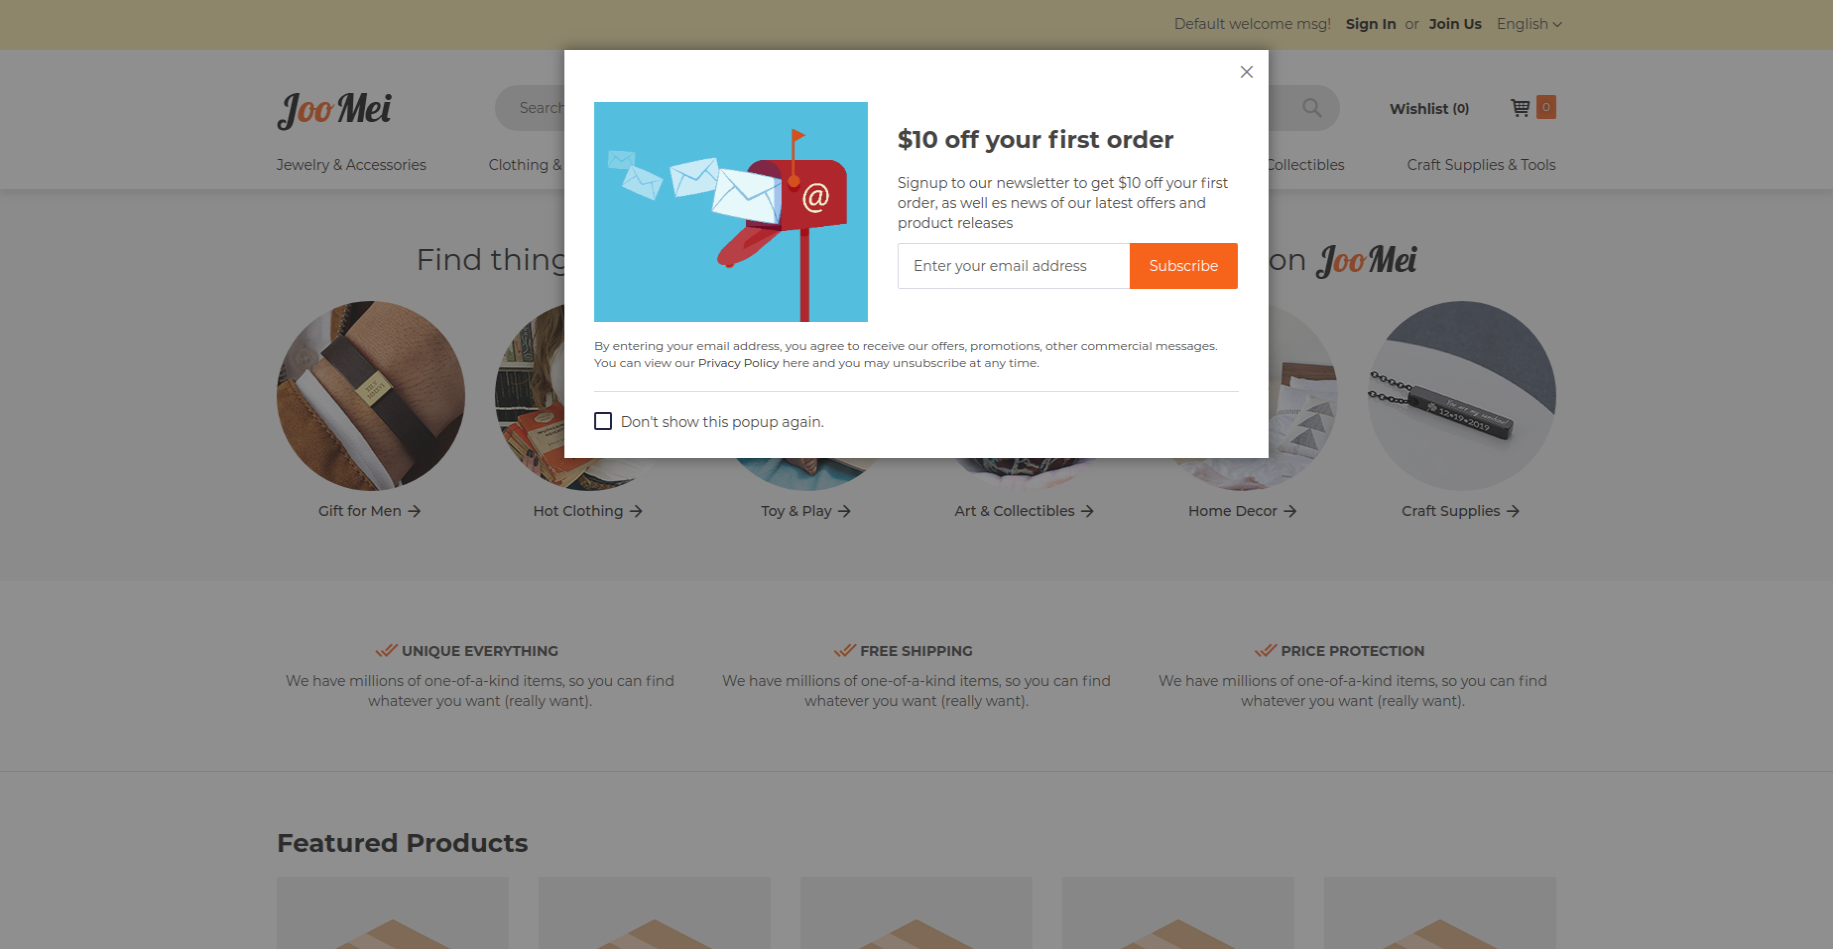 Default welcome msg! Sign In or Join Us English
JooMei
Search
Wishlist (0)
0
Jewelry & Accessories
Clothing &
Collectibles
Craft Supplies & Tools
@
$10 off your first order
Signup to our newsletter to get $10 off your first
order, as well es news of our latest offers and
product releases
Enter your email address
Subscribe
By entering your email address, you agree to receive our offers, promotions, other commercial messages.
You can view our Privacy Policy here and you may unsubscribe at any time.
Don't show this popup again.
Find thing
on JooMei
12•19•2019
Gift for Men
Hot Clothing
Toy & Play
Art & Collectibles
Home Decor
Craft Supplies
UNIQUE EVERYTHING
We have millions of one-of-a-kind items, so you can find
whatever you want (really want).
FREE SHIPPING
We have millions of one-of-a-kind items, so you can find
whatever you want (really want).
PRICE PROTECTION
We have millions of one-of-a-kind items, so you can find
whatever you want (really want).
Featured Products